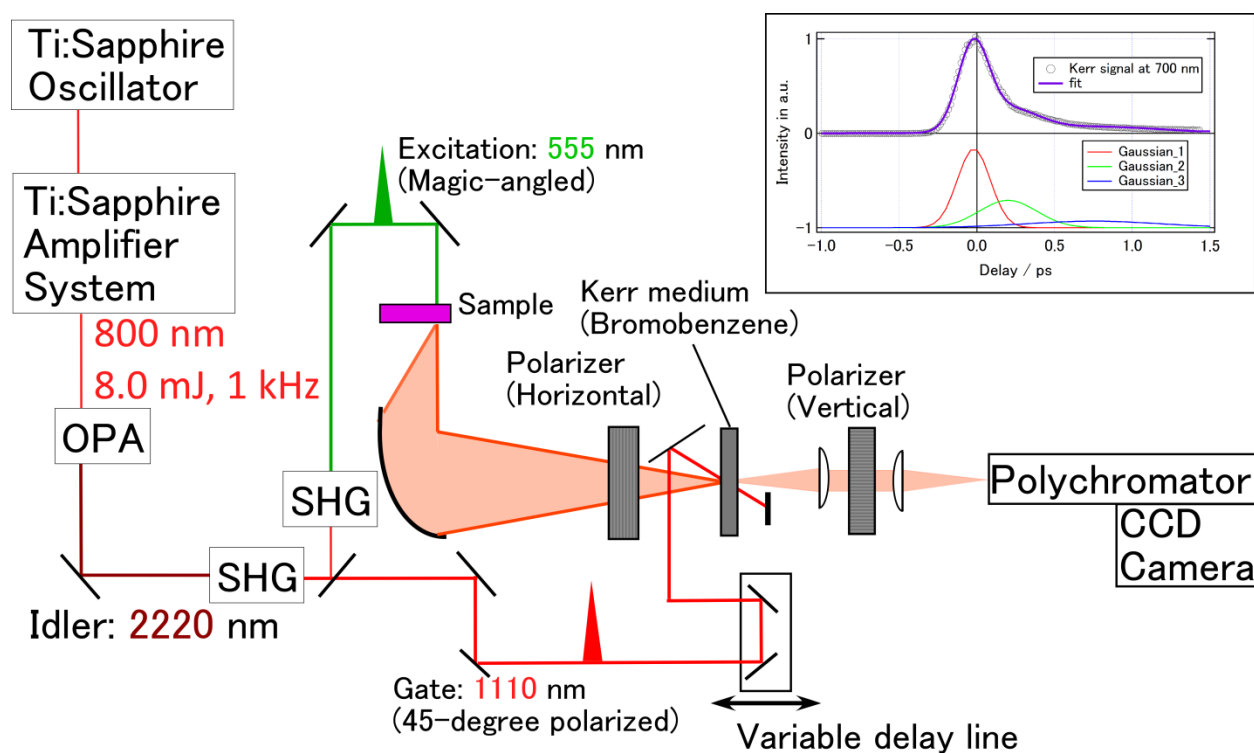 Ti:Sapphire
Oscillator
Ti:Sapphire
Amplifier
System
800 nm
8.0 mJ, 1 kHz
OPA
Idler: 2220 nm
SHG
SHG
Excitation: 555 nm
(Magic-angled)
Sample
Polarizer
(Horizontal)
Kerr medium
(Bromobenzene)
Polarizer
(Vertical)
Polychromator
CCD
Camera
Gate: 1110 nm
(45-degree polarized)
Variable delay line
Intensity in a.u.
1
0
-1
Kerr signal at 700 nm
fit
Gaussian_1
Gaussian_2
Gaussian_3
-1.0
-0.5
0.0
0.5
1.0
1.5
Delay / ps